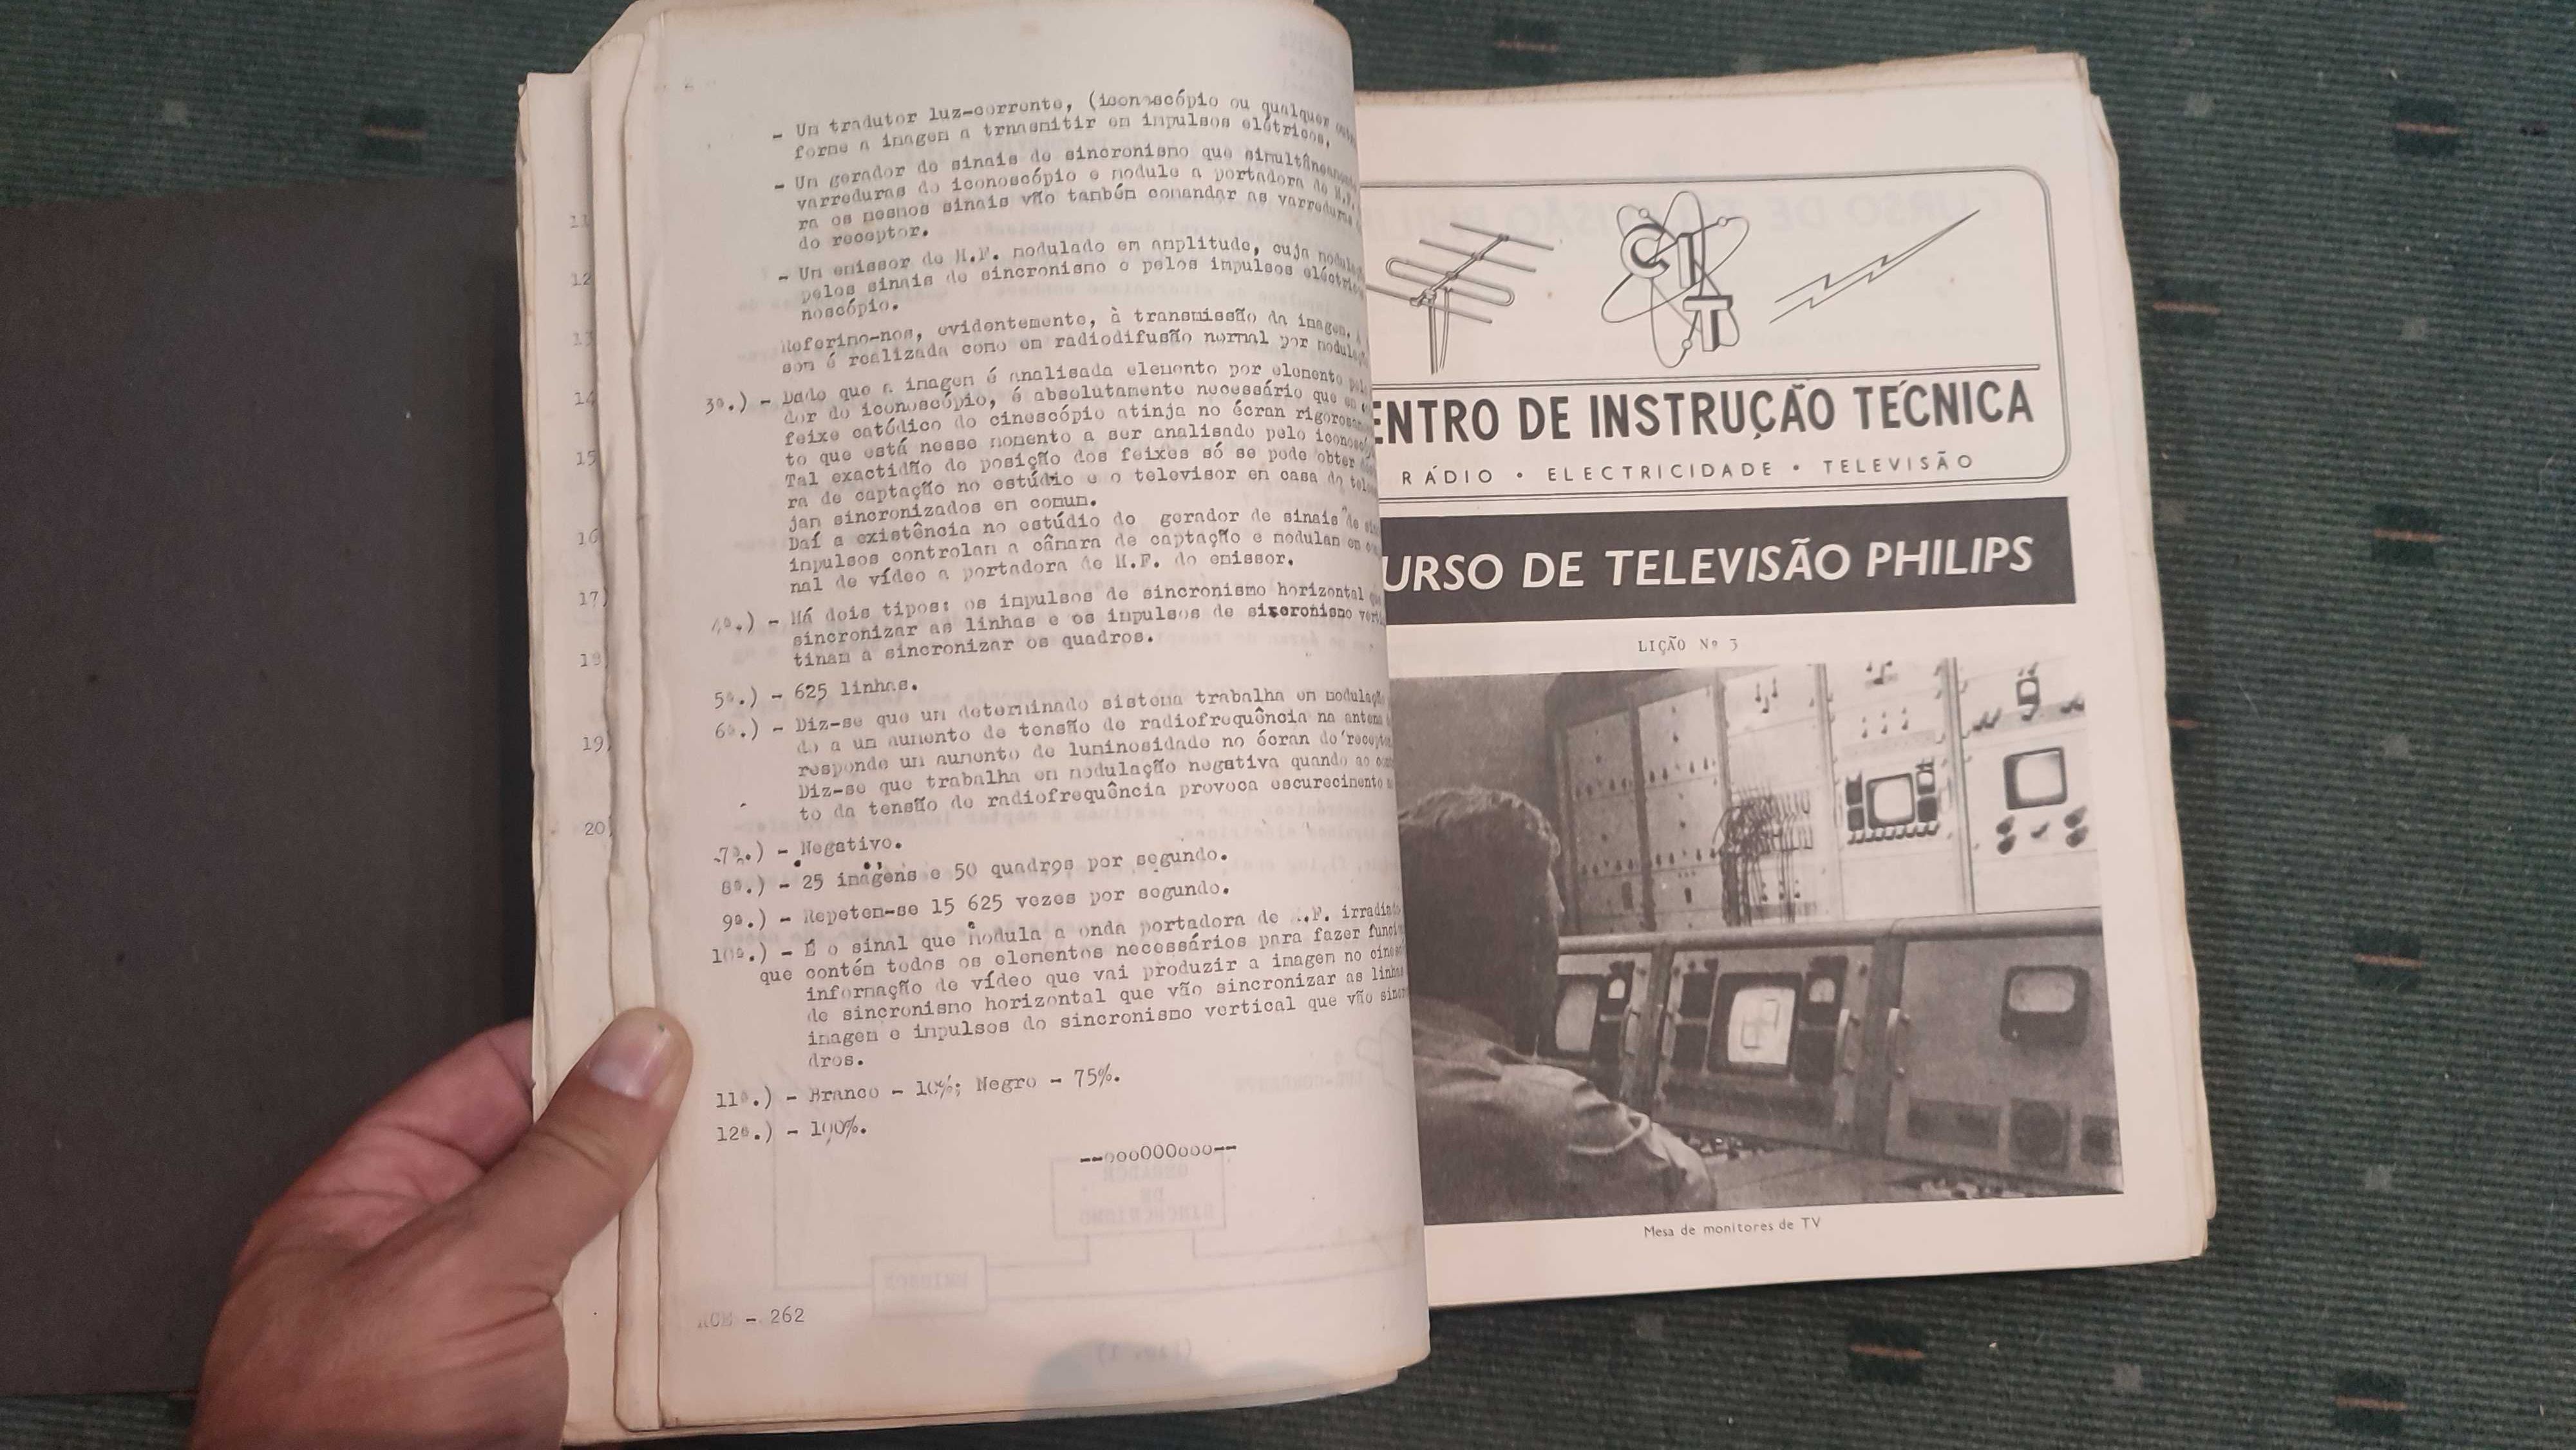 - Um tradutor luz-corrente, (iconoscópio ou qualquer
forme a imagem a trnasmitir em impulsos elétricos.
- Um gerador de sinais de sincronismo que simultâneamente
varreduras do iconoscópio e module a portadora de H.F.
ra os mesmos sinais vão também comandar as varreduras
do receptor.
- Um emissor de H.F. modulado em amplitude, cuja
pelos sinais de sincronismo e pelos impulsos
noscópio.
Referimo-nos, evidentemente, à transmissão da imagem.
som é realizada como em radiodifusão normal por
3º.) - Dado que a imagem é analisada elemento por elemento
dor do iconoscópio, é absolutamente necessário que em
feixe catódico do cinescópio atinja no écran
to que está nesse momento a ser analisado pelo
Tal exactidão de posição dos feixes só se pode obter
ra de captação no estúdio e o televisor em casa do
jam sincronizados em comum.
Daí a existência no estúdio do gerador de sinais de
impulsos controlam a câmara de captação e modulam em
nal de vídeo a portadora de H.F. do emissor.
4º.) - Há dois tipos: os impulsos de sincronismo horizontal
sincronizar as linhas e os impulsos de sixcronismo
tinam a sincronizar os quadros.
5º.) - 625 linhas.
6º.) - Diz-se que um determinado sistema trabalha em modulação
do a um aumento de tensão de radiofrequência na antena
responde um aumento de luminosidade no écran do
Diz-se que trabalha em modulação negativa quando ao
to da tensão de radiofrequência provoca escurecimento
7º.) - Negativo.
8º.) - 25 imagens e 50 quadros por segundo.
9º.) - Repetem-se 15 625 vezes por segundo.
10º.) - É o sinal que modula a onda portadora de .F.
que contém todos os elementos necessários para fazer
informação de vídeo que vai produzir a imagem no
de sincronismo horizontal que vão sincronizar as linhas
imagem e impulsos do sincronismo vertical que vão
dros.
11º.) - Branco - 10%; Negro - 75%.
12º.) - 100%.
--ooo000ooo--
- 262
11
12
13
14
15
16
17)
18
19)
20)
CIT
ENTRO DE INSTRUÇÃO TÉCNICA
RÁDIO • ELECTRICIDADE • TELEVISÃO
URSO DE TELEVISÃO PHILIPS
LIÇÃO Nº 3
Mesa de monitores de TV